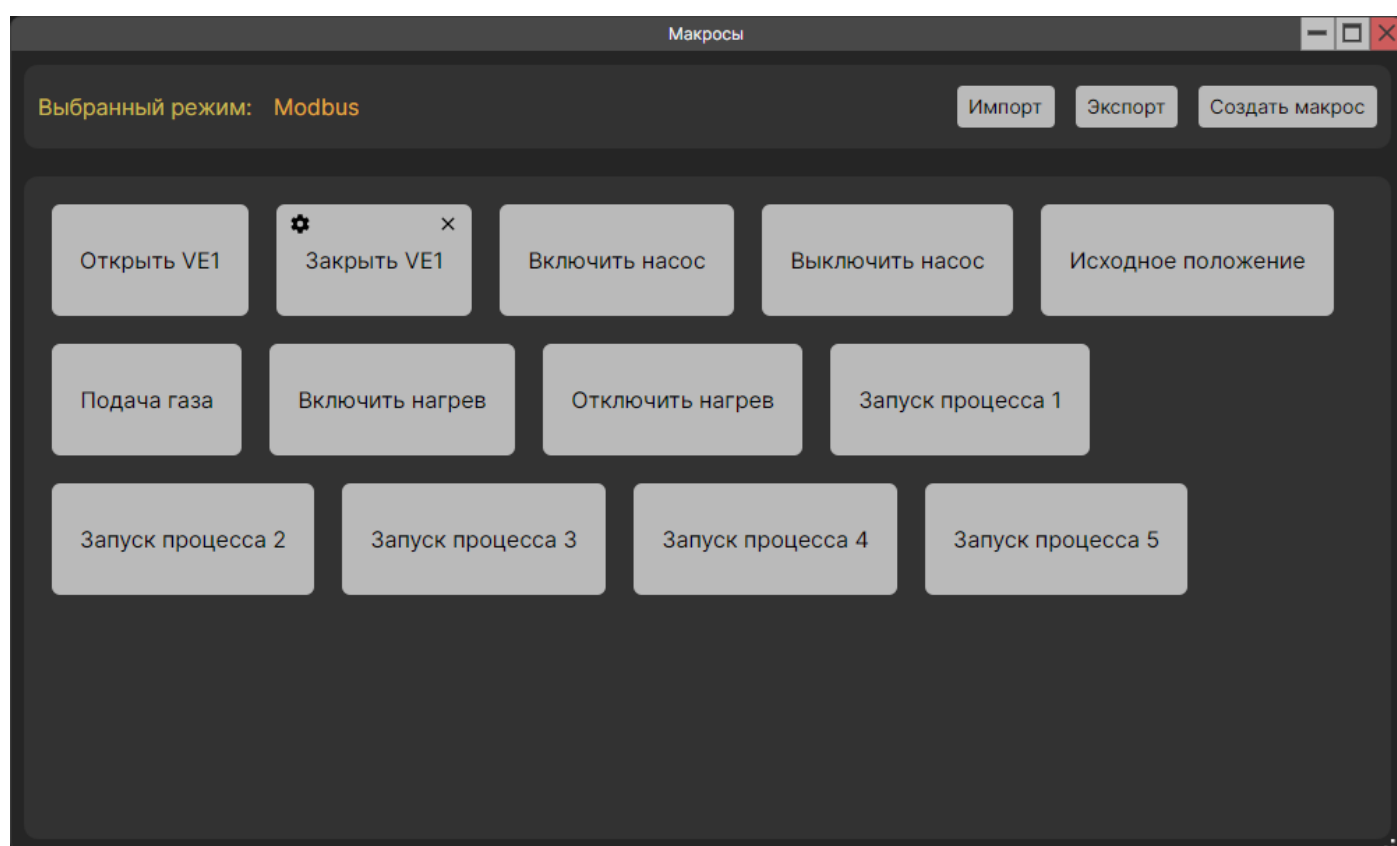 Макросы
Выбранный режим: Modbus Импорт Экспорт Создать макрос
Открыть VE1 Закрыть VE1 Включить насос Выключить насос Исходное положение
Подача газа Включить нагрев Отключить нагрев Запуск процесса 1
Запуск процесса 2 Запуск процесса 3 Запуск процесса 4 Запуск процесса 5